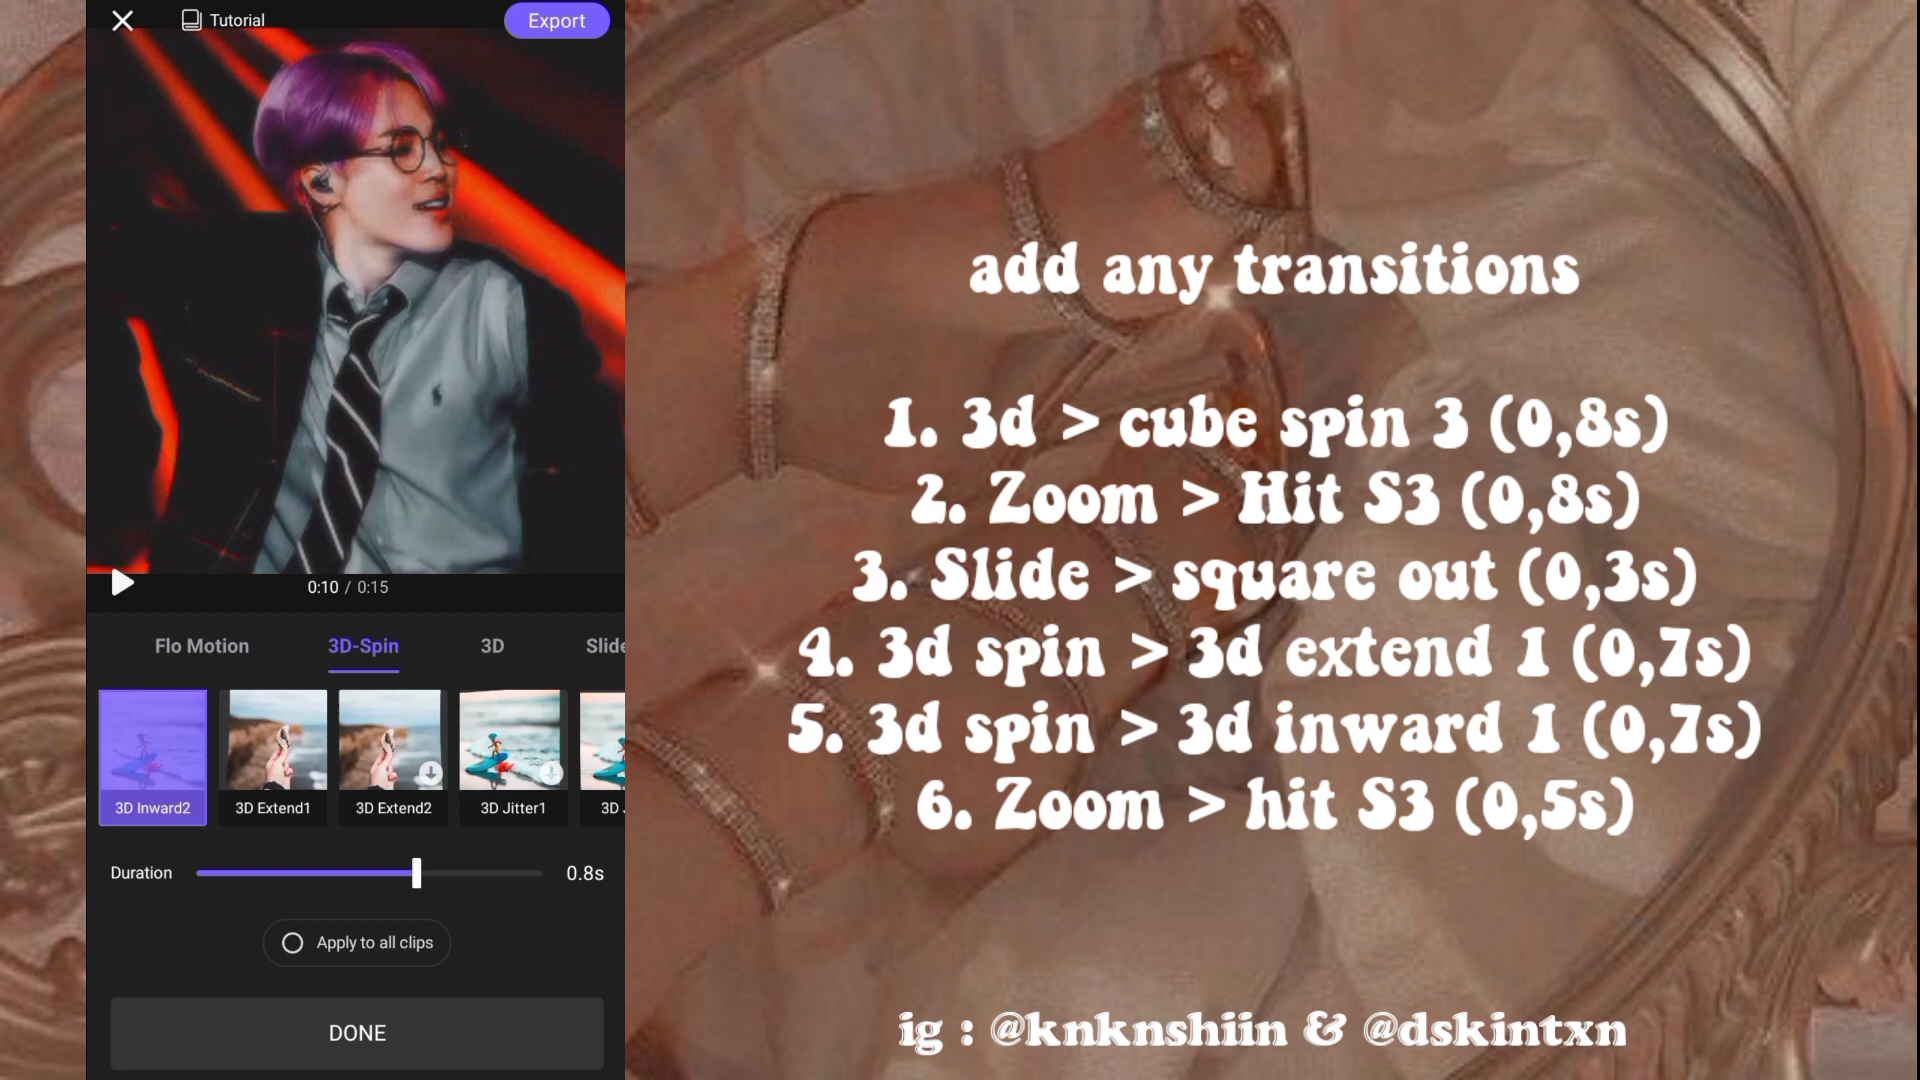 Tutorial
Export
0:10 / 0:15
Flo Motion 3D-Spin 3D Slide
3D Inward2 3D Extend1 3D Extend2 3D Jitter1 3D
Duration 0.8s
Apply to all clips
DONE
add any transitions
1. 3d > cube spin 3 (0,8s)
2. Zoom > Hit S3 (0,8s)
3. Slide > square out (0,3s)
4. 3d spin > 3d extend 1 (0,7s)
5. 3d spin > 3d inward 1 (0,7s)
6. Zoom > hit S3 (0,5s)
ig : @knknshiin & @dskintxn